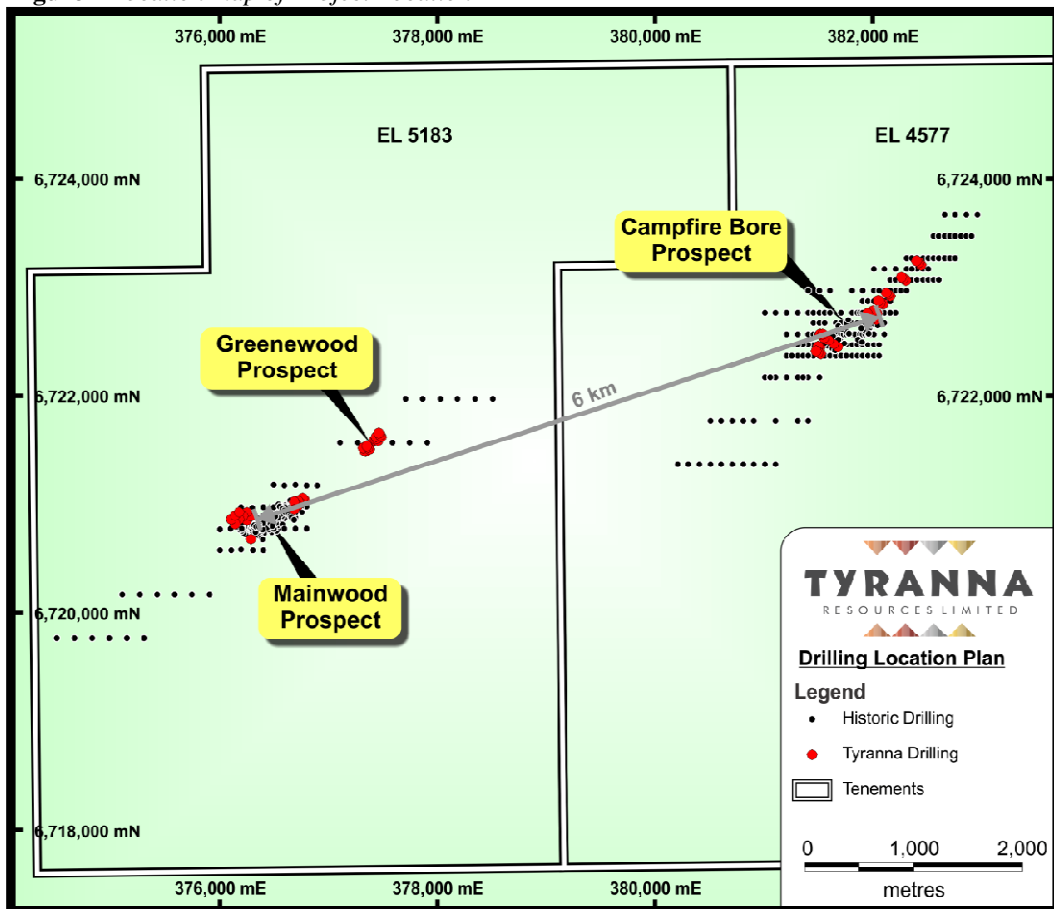 376,000 mE
378,000 mE
380,000 mE
382,000 mE
EL 5183
EL 4577
6,724,000 mN
6,724,000 mN
Campfire Bore
Prospect
Greenewood
Prospect
6 km
6,722,000 mN
6,722,000 mN
Mainwood
Prospect
6,720,000 mN
TYRANNA
RESOURCES LIMITED
Drilling Location Plan
Legend
Historic Drilling
Tyranna Drilling
Tenements
0 1,000 2,000
metres
6,718,000 mN
376,000 mE
378,000 mE
380,000 mE